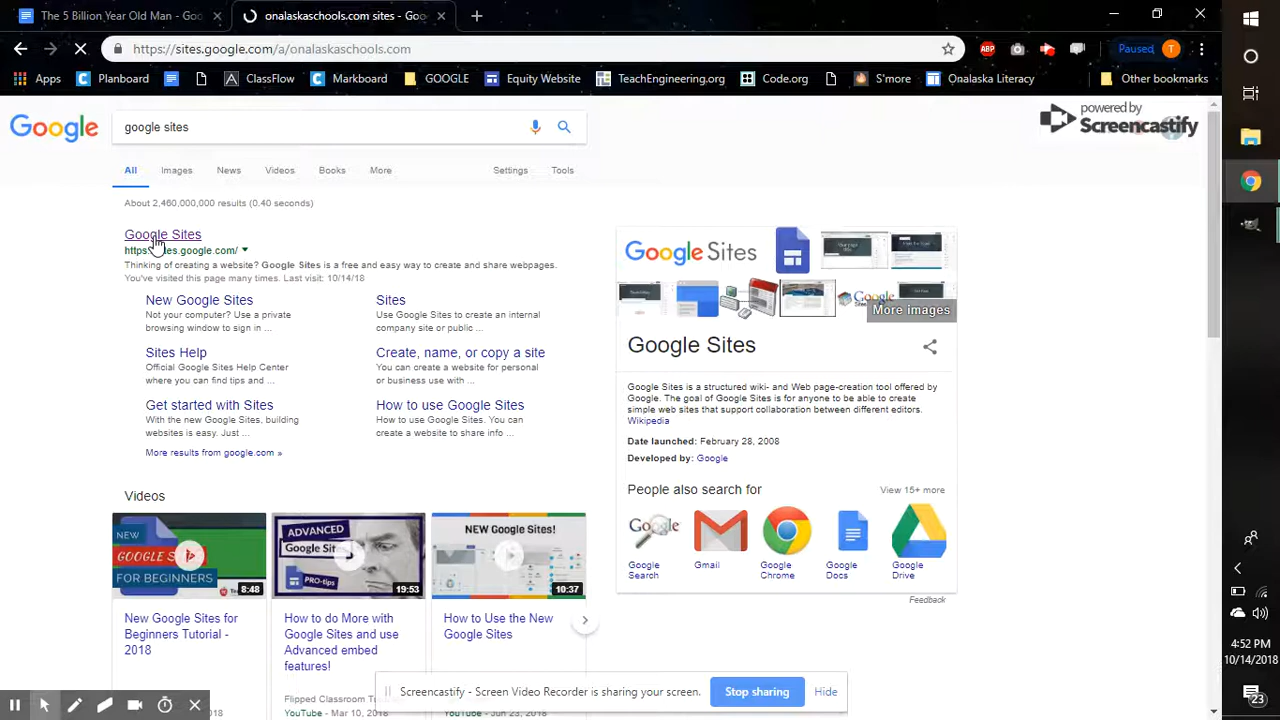 The 5 Billion Year Old Man - Goo
onalaskaschools.com sites - Goo
https://sites.google.com/a/onalaskaschools.com
ABP
Paused
T
Apps
Planboard
ClassFlow
Markboard
GOOGLE
Equity Website
TeachEngineering.org
Code.org
S'more
Onalaska Literacy
Other bookmarks
Google
google sites
powered by
Screencastify
All
Images
News
Videos
Books
More
Settings
Tools
About 2,460,000,000 results (0.40 seconds)
Google Sites
Thinking of creating a website? Google Sites is a free and easy way to create and share webpages.
You've visited this page many times. Last visit: 10/14/18
New Google Sites
Not your computer? Use a private
browsing window to sign in ...
Sites
Use Google Sites to create an internal
company site or public ...
Sites Help
Official Google Sites Help Center
where you can find tips and ...
Create, name, or copy a site
You can create a website for personal
or business use with ...
Get started with Sites
With the new Google Sites, building
websites is easy. Just ...
How to use Google Sites
How to use Google Sites. You can
create a website to share info ...
More results from google.com »
Google Sites
More images
Google Sites
Google Sites is a structured wiki- and Web page-creation tool offered by
Google. The goal of Google Sites is for anyone to be able to create
simple web sites that support collaboration between different editors.
Wikipedia
Date launched: February 28, 2008
Developed by: Google
People also search for
View 15+ more
Google
Search
Gmail
Google
Chrome
Google
Docs
Google
Drive
Feedback
Videos
NEW
GOOGLE SITES
FOR BEGINNERS
8:48
New Google Sites for
Beginners Tutorial -
2018
ADVANCED
Google Sites
PRO-tips
19:53
How to do More with
Google Sites and use
Advanced embed
features!
Flipped Classroom
YouTube - Mar 10, 2018
NEW Google Sites!
10:37
How to Use the New
Google Sites
YouTube - Jun 23, 2018
Screencastify - Screen Video Recorder is sharing your screen.
Stop sharing
Hide
4:52 PM
10/14/2018
23